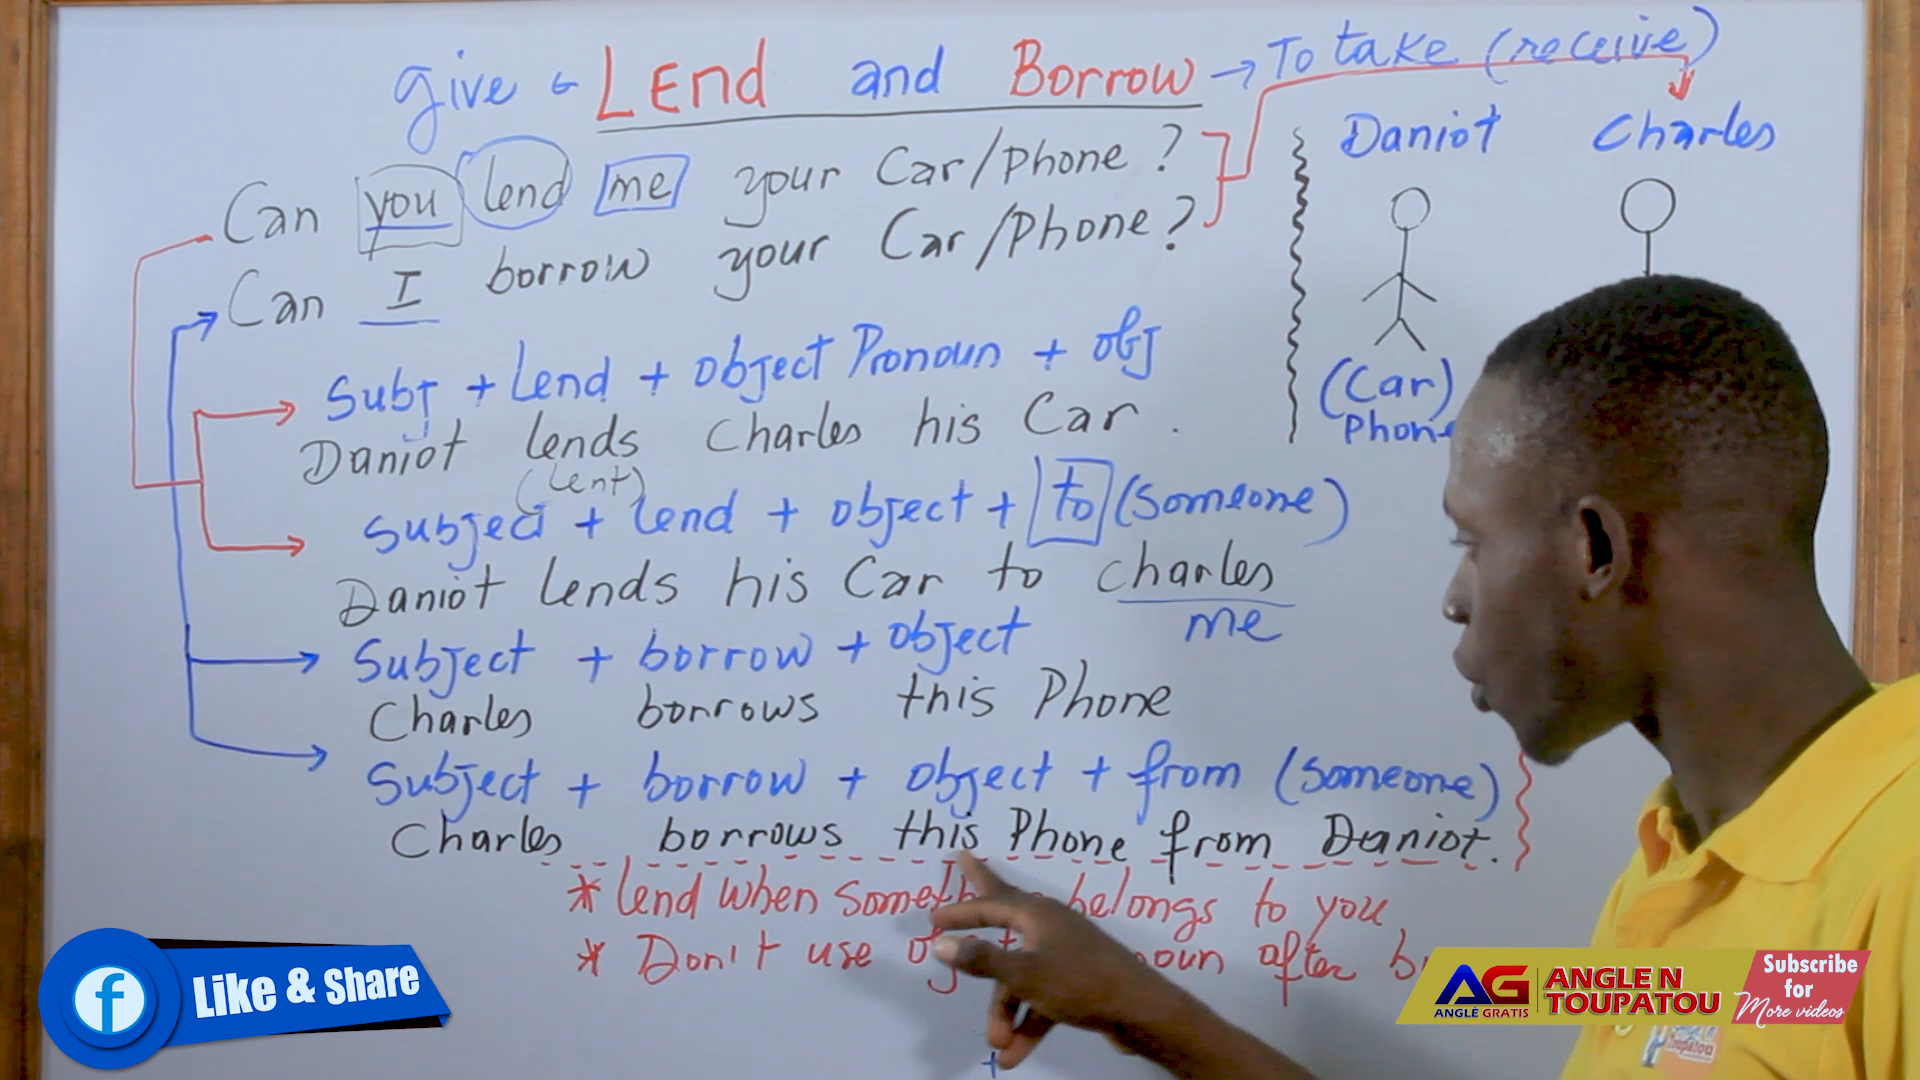 give ← LEnd and Borrow → To take (receive)
Can you lend me your Car/Phone?
Can I borrow your Car/Phone?
Daniot Charles
(Car)
Phone
Subj + Lend + object Pronoun + obj
Daniot lends Charles his Car.
(Lent)
Subject + lend + object + to (someone)
Daniot Lends his Car to Charles
me
Subject + borrow + object
Charles borrows this Phone
Subject + borrow + object + from (someone)
Charles borrows this Phone from Daniot.
* lend when belongs to you
* Don't use after
f Like & Share
AG ANGLE N TOUPATOU
ANGLÈ GRATIS
Subscribe for More videos
Toupatou
+